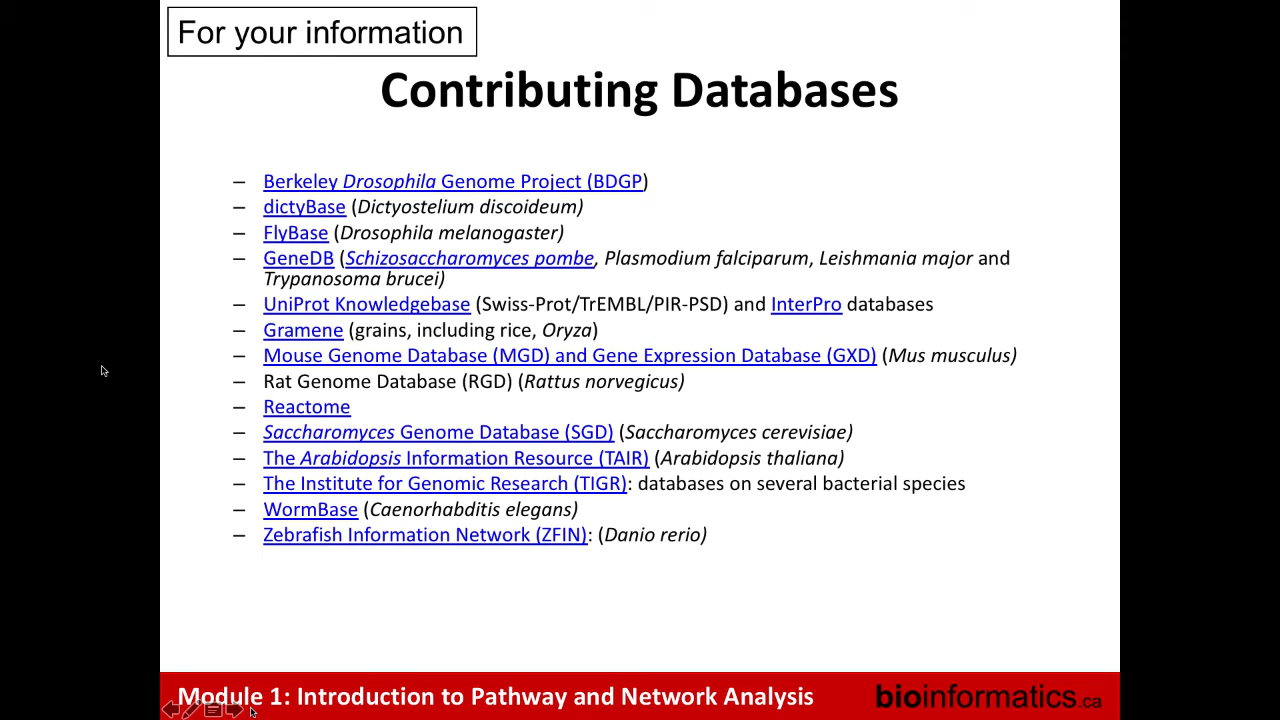 For your information
Contributing Databases
– Berkeley Drosophila Genome Project (BDGP)
– dictyBase (Dictyostelium discoideum)
– FlyBase (Drosophila melanogaster)
– GeneDB (Schizosaccharomyces pombe, Plasmodium falciparum, Leishmania major and
Trypanosoma brucei)
– UniProt Knowledgebase (Swiss-Prot/TrEMBL/PIR-PSD) and InterPro databases
– Gramene (grains, including rice, Oryza)
– Mouse Genome Database (MGD) and Gene Expression Database (GXD) (Mus musculus)
– Rat Genome Database (RGD) (Rattus norvegicus)
– Reactome
– Saccharomyces Genome Database (SGD) (Saccharomyces cerevisiae)
– The Arabidopsis Information Resource (TAIR) (Arabidopsis thaliana)
– The Institute for Genomic Research (TIGR): databases on several bacterial species
– WormBase (Caenorhabditis elegans)
– Zebrafish Information Network (ZFIN): (Danio rerio)
Module 1: Introduction to Pathway and Network Analysis
bioinformatics.ca